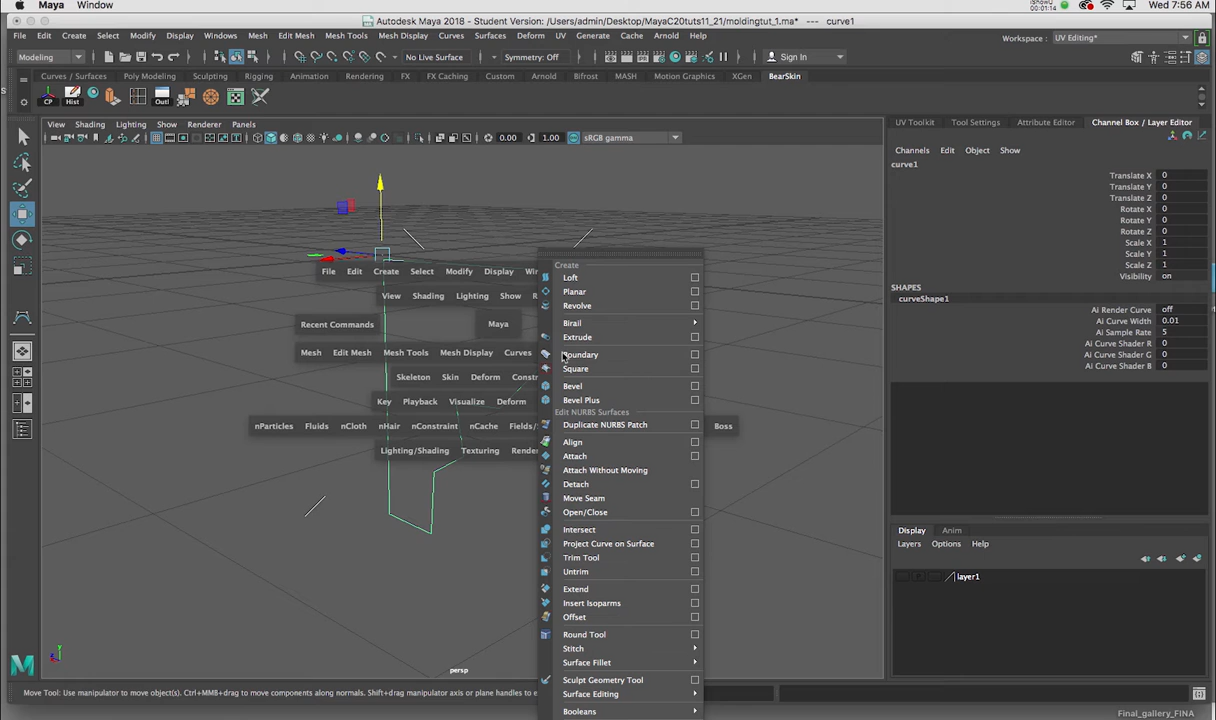 Maya Window iShowU 00:01:14 Wed 7:56 AM
Autodesk Maya 2018 - Student Version: /Users/admin/Desktop/MayaC20tuts11_21/moldingtut_1.ma* --- curve1
File Edit Create Select Modify Display Windows Mesh Edit Mesh Mesh Tools Mesh Display Curves Surfaces Deform UV Generate Cache Arnold Help Workspace : UV Editing*
Modeling No Live Surface Symmetry: Off Sign In
Curves / Surfaces Poly Modeling Sculpting Rigging Animation Rendering FX FX Caching Custom Arnold Bifrost MASH Motion Graphics XGen BearSkin
CP Hist Outl
View Shading Lighting Show Renderer Panels UV Toolkit Tool Settings Attribute Editor Channel Box / Layer Editor
0.00 1.00 sRGB gamma
Channels Edit Object Show
curve1
Translate X 0
Translate Y 0
Translate Z 0
Rotate X 0
Rotate Y 0
Rotate Z 0
Scale X 1
Scale Y 1
Scale Z 1
Visibility on
SHAPES
curveShape1
Ai Render Curve off
Ai Curve Width 0.01
Ai Sample Rate 5
Ai Curve Shader R 0
Ai Curve Shader G 0
Ai Curve Shader B 0
File Edit Create Select Modify Display
View Shading Lighting Show
Recent Commands Maya
Mesh Edit Mesh Mesh Tools Mesh Display Curves
Skeleton Skin Deform
Key Playback Visualize Deform
nParticles Fluids nCloth nHair nConstraint nCache Boss
Lighting/Shading Texturing
Create
Loft
Planar
Revolve
Birail
Extrude
Boundary
Square
Bevel
Bevel Plus
Edit NURBS Surfaces
Duplicate NURBS Patch
Align
Attach
Attach Without Moving
Detach
Move Seam
Open/Close
Intersect
Project Curve on Surface
Trim Tool
Untrim
Extend
Insert Isoparms
Offset
Round Tool
Stitch
Surface Fillet
Sculpt Geometry Tool
Surface Editing
Booleans
persp
Display Anim
Layers Options Help
layer1
Move Tool: Use manipulator to move object(s). Ctrl+MMB+drag to move components along normals. Shift+drag manipulator axis or plane handles to
Final_gallery_FINA